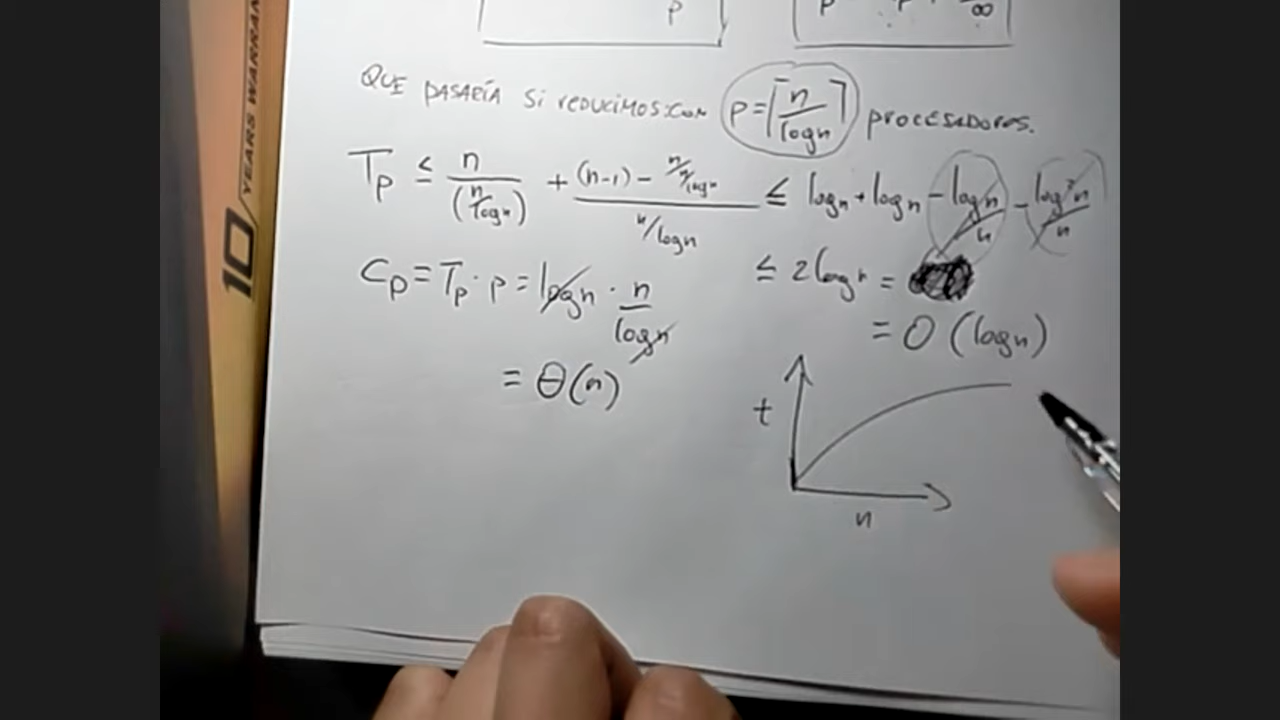 p
QUE PASARÍA SI REDUCIMOS: CON p = ⌈n/log n⌉ PROCESADORES.
Tp ≤ n/(n/log n) + ((n-1) - n/n/log n)/(n/log n) ≤ log n + log n - log n/n - log² n/n
Cp = Tp · p = log n · n/log n
≤ 2 log n =
= O (log n)
= θ(n)
t
n
10 YEARS WARRAN